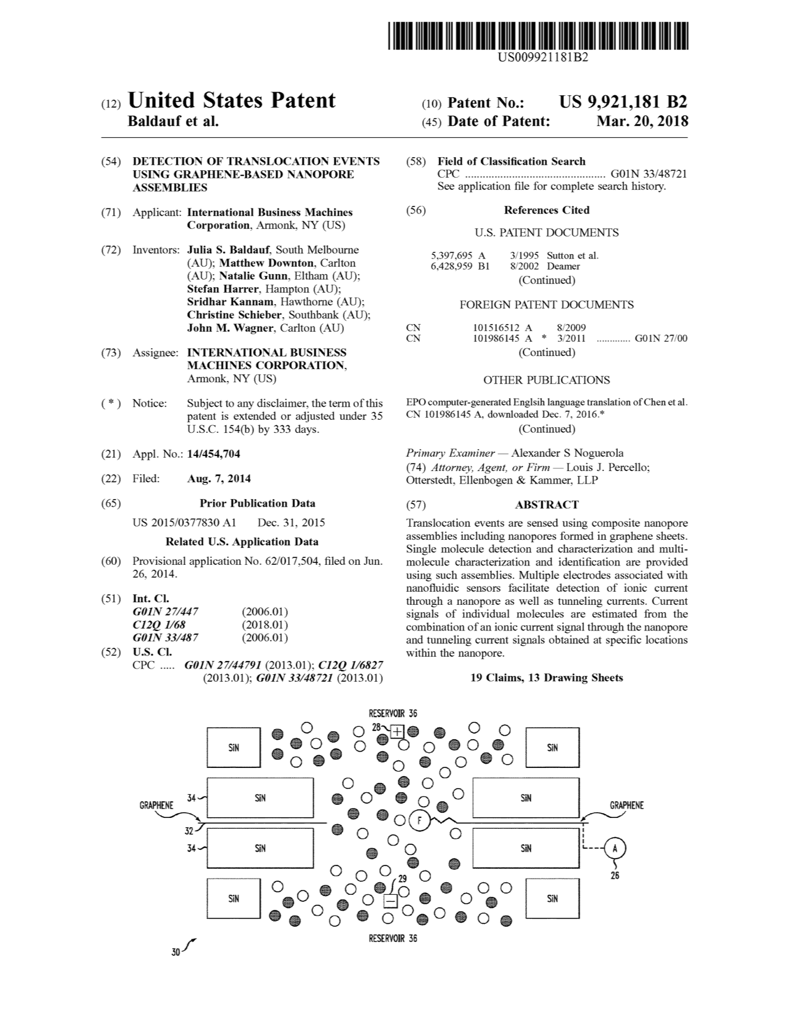 US009921181B2
(12) United States Patent
Baldauf et al.
(10) Patent No.: US 9,921,181 B2
(45) Date of Patent: Mar. 20, 2018
(54) DETECTION OF TRANSLOCATION EVENTS
USING GRAPHENE-BASED NANOPORE
ASSEMBLIES
(71) Applicant: International Business Machines
Corporation, Armonk, NY (US)
(72) Inventors: Julia S. Baldauf, South Melbourne
(AU); Matthew Downton, Carlton
(AU); Natalie Gunn, Eltham (AU);
Stefan Harrer, Hampton (AU);
Sridhar Kannam, Hawthorne (AU);
Christine Schieber, Southbank (AU);
John M. Wagner, Carlton (AU)
(73) Assignee: INTERNATIONAL BUSINESS
MACHINES CORPORATION,
Armonk, NY (US)
( * ) Notice: Subject to any disclaimer, the term of this
patent is extended or adjusted under 35
U.S.C. 154(b) by 333 days.
(21) Appl. No.: 14/454,704
(22) Filed: Aug. 7, 2014
(65) Prior Publication Data
US 2015/0377830 A1 Dec. 31, 2015
Related U.S. Application Data
(60) Provisional application No. 62/017,504, filed on Jun.
26, 2014.
(51) Int. Cl.
G01N 27/447 (2006.01)
C12Q 1/68 (2018.01)
G01N 33/487 (2006.01)
(52) U.S. Cl.
CPC ..... G01N 27/44791 (2013.01); C12Q 1/6827
(2013.01); G01N 33/48721 (2013.01)
(58) Field of Classification Search
CPC ................................................ G01N 33/48721
See application file for complete search history.
(56) References Cited
U.S. PATENT DOCUMENTS
5,397,695 A 3/1995 Sutton et al.
6,428,959 B1 8/2002 Deamer
(Continued)
FOREIGN PATENT DOCUMENTS
CN 101516512 A 8/2009
CN 101986145 A * 3/2011 ............ G01N 27/00
(Continued)
OTHER PUBLICATIONS
EPO computer-generated Englsih language translation of Chen et al.
CN 101986145 A, downloaded Dec. 7, 2016.*
(Continued)
Primary Examiner — Alexander S Noguerola
(74) Attorney, Agent, or Firm — Louis J. Percello;
Otterstedt, Ellenbogen & Kammer, LLP
(57) ABSTRACT
Translocation events are sensed using composite nanopore
assemblies including nanopores formed in graphene sheets.
Single molecule detection and characterization and multi-
molecule characterization and identification are provided
using such assemblies. Multiple electrodes associated with
nanofluidic sensors facilitate detection of ionic current
through a nanopore as well as tunneling currents. Current
signals of individual molecules are estimated from the
combination of an ionic current signal through the nanopore
and tunneling current signals obtained at specific locations
within the nanopore.
19 Claims, 13 Drawing Sheets
RESERVOIR 36
28 +
SiN SiN
34 SiN SiN
GRAPHENE GRAPHENE
F
32
34 SiN SiN A
26
29
SiN − SiN
RESERVOIR 36
30